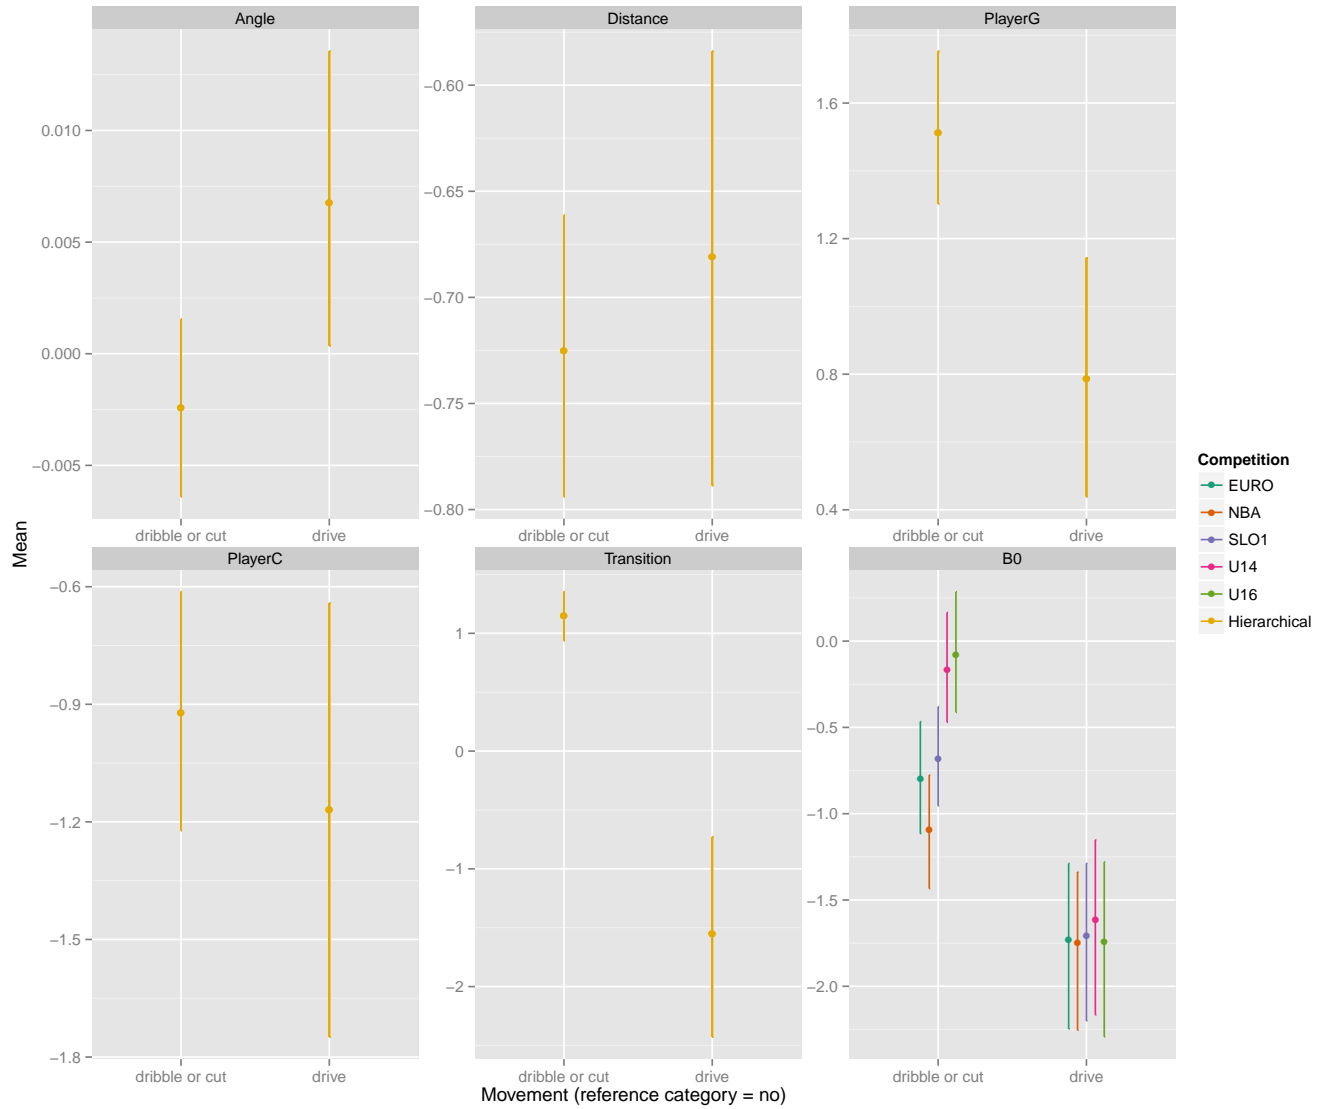 Angle
Distance
PlayerG
0.010
0.005
0.000
−0.005
−0.60
−0.65
−0.70
−0.75
−0.80
1.6
1.2
0.8
0.4
dribble or cut drive
dribble or cut drive
dribble or cut drive
Mean
PlayerC
Transition
B0
−0.6
−0.9
−1.2
−1.5
−1.8
1
0
−1
−2
0.0
−0.5
−1.0
−1.5
−2.0
dribble or cut drive
dribble or cut drive
dribble or cut drive
Movement (reference category = no)
Competition
EURO
NBA
SLO1
U14
U16
Hierarchical